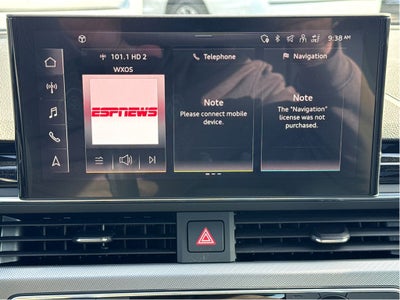 9:38 AM
101.1 HD 2
WXOS
ESPNEWS
Telephone
Note
Please connect mobile
device.
Navigation
Note
The "Navigation"
license was not
purchased.